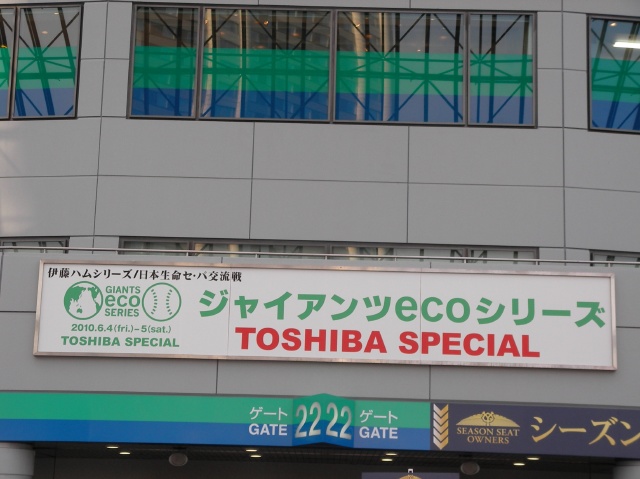 伊藤ハムシリーズ/日本生命セ・パ交流戦
GIANTS
eco
SERIES
2010.6.4(fri.)-5(sat.)
TOSHIBA SPECIAL
ジャイアンツecoシリーズ
TOSHIBA SPECIAL
ゲート 22 22 ゲート
GATE GATE
SEASON SEAT
OWNERS
シーズン